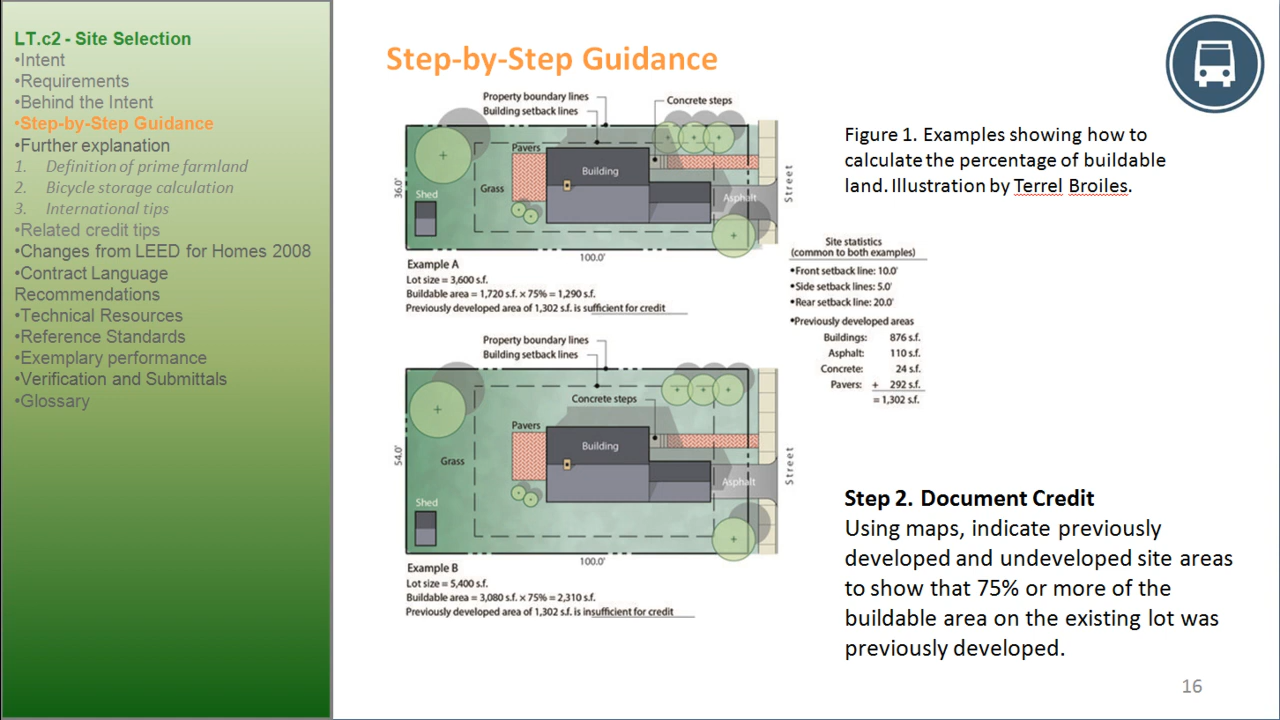 LT.c2 - Site Selection
•Intent
•Requirements
•Behind the Intent
•Step-by-Step Guidance
•Further explanation
1. Definition of prime farmland
2. Bicycle storage calculation
3. International tips
•Related credit tips
•Changes from LEED for Homes 2008
•Contract Language
Recommendations
•Technical Resources
•Reference Standards
•Exemplary performance
•Verification and Submittals
•Glossary
Step-by-Step Guidance
Property boundary lines
Building setback lines
Concrete steps
Pavers
Building
Grass
Shed
Asphalt
Street
36.0'
100.0'
Example A
Lot size = 3,600 s.f.
Buildable area = 1,720 s.f. × 75% = 1,290 s.f.
Previously developed area of 1,302 s.f. is sufficient for credit
Property boundary lines
Building setback lines
Concrete steps
Pavers
Building
Grass
Shed
Asphalt
Street
54.0'
100.0'
Example B
Lot size = 5,400 s.f.
Buildable area = 3,080 s.f. × 75% = 2,310 s.f.
Previously developed area of 1,302 s.f. is insufficient for credit
Figure 1. Examples showing how to
calculate the percentage of buildable
land. Illustration by Terrel Broiles.
Site statistics
(common to both examples)
•Front setback line: 10.0'
•Side setback lines: 5.0'
•Rear setback line: 20.0'
•Previously developed areas
Buildings: 876 s.f.
Asphalt: 110 s.f.
Concrete: 24 s.f.
Pavers: + 292 s.f.
= 1,302 s.f.
Step 2. Document Credit
Using maps, indicate previously
developed and undeveloped site areas
to show that 75% or more of the
buildable area on the existing lot was
previously developed.
16